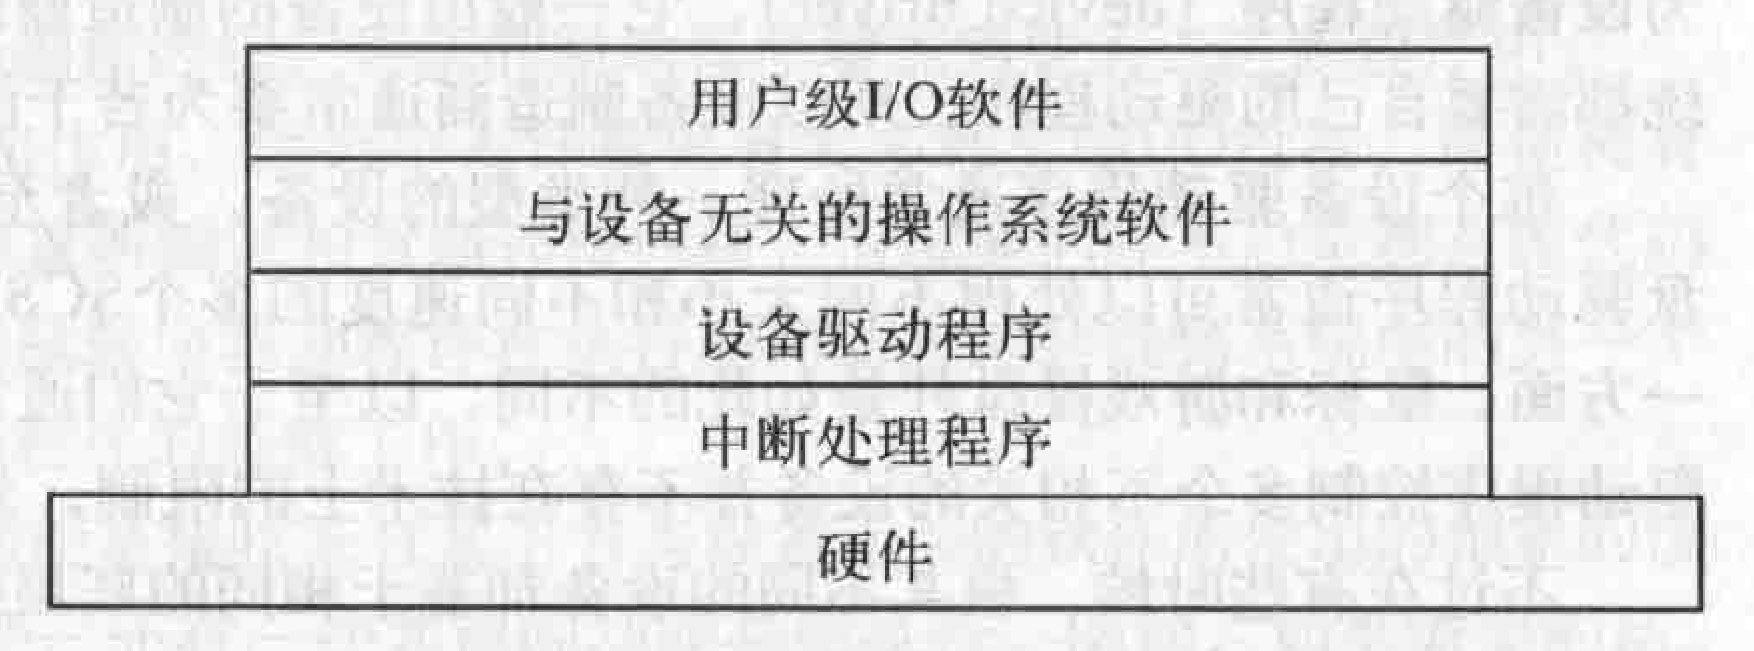 用户级I/O软件
与设备无关的操作系统软件
设备驱动程序
中断处理程序
硬件